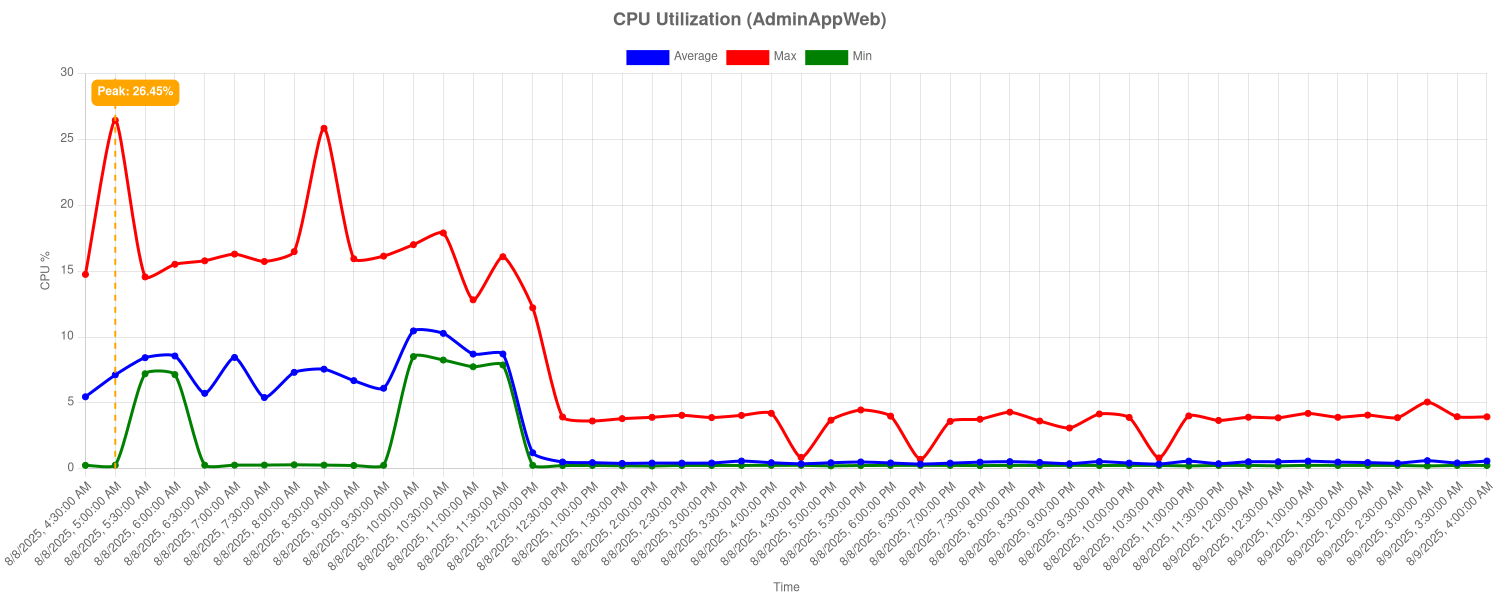 CPU Utilization (AdminAppWeb)
Average Max Min
Peak: 26.45%
30
25
20
15
10
5
0
CPU %
8/8/2025, 4:30:00 AM
8/8/2025, 5:00:00 AM
8/8/2025, 5:30:00 AM
8/8/2025, 6:00:00 AM
8/8/2025, 6:30:00 AM
8/8/2025, 7:00:00 AM
8/8/2025, 7:30:00 AM
8/8/2025, 8:00:00 AM
8/8/2025, 8:30:00 AM
8/8/2025, 9:00:00 AM
8/8/2025, 9:30:00 AM
8/8/2025, 10:00:00 AM
8/8/2025, 10:30:00 AM
8/8/2025, 11:00:00 AM
8/8/2025, 11:30:00 AM
8/8/2025, 12:00:00 PM
8/8/2025, 12:30:00 PM
8/8/2025, 1:00:00 PM
8/8/2025, 1:30:00 PM
8/8/2025, 2:00:00 PM
8/8/2025, 2:30:00 PM
8/8/2025, 3:00:00 PM
8/8/2025, 3:30:00 PM
8/8/2025, 4:00:00 PM
8/8/2025, 4:30:00 PM
8/8/2025, 5:00:00 PM
8/8/2025, 5:30:00 PM
8/8/2025, 6:00:00 PM
8/8/2025, 6:30:00 PM
8/8/2025, 7:00:00 PM
8/8/2025, 7:30:00 PM
8/8/2025, 8:00:00 PM
8/8/2025, 8:30:00 PM
8/8/2025, 9:00:00 PM
8/8/2025, 9:30:00 PM
8/8/2025, 10:00:00 PM
8/8/2025, 10:30:00 PM
8/8/2025, 11:00:00 PM
8/8/2025, 11:30:00 PM
8/9/2025, 12:00:00 AM
8/9/2025, 12:30:00 AM
8/9/2025, 1:00:00 AM
8/9/2025, 1:30:00 AM
8/9/2025, 2:00:00 AM
8/9/2025, 2:30:00 AM
8/9/2025, 3:00:00 AM
8/9/2025, 3:30:00 AM
8/9/2025, 4:00:00 AM
Time